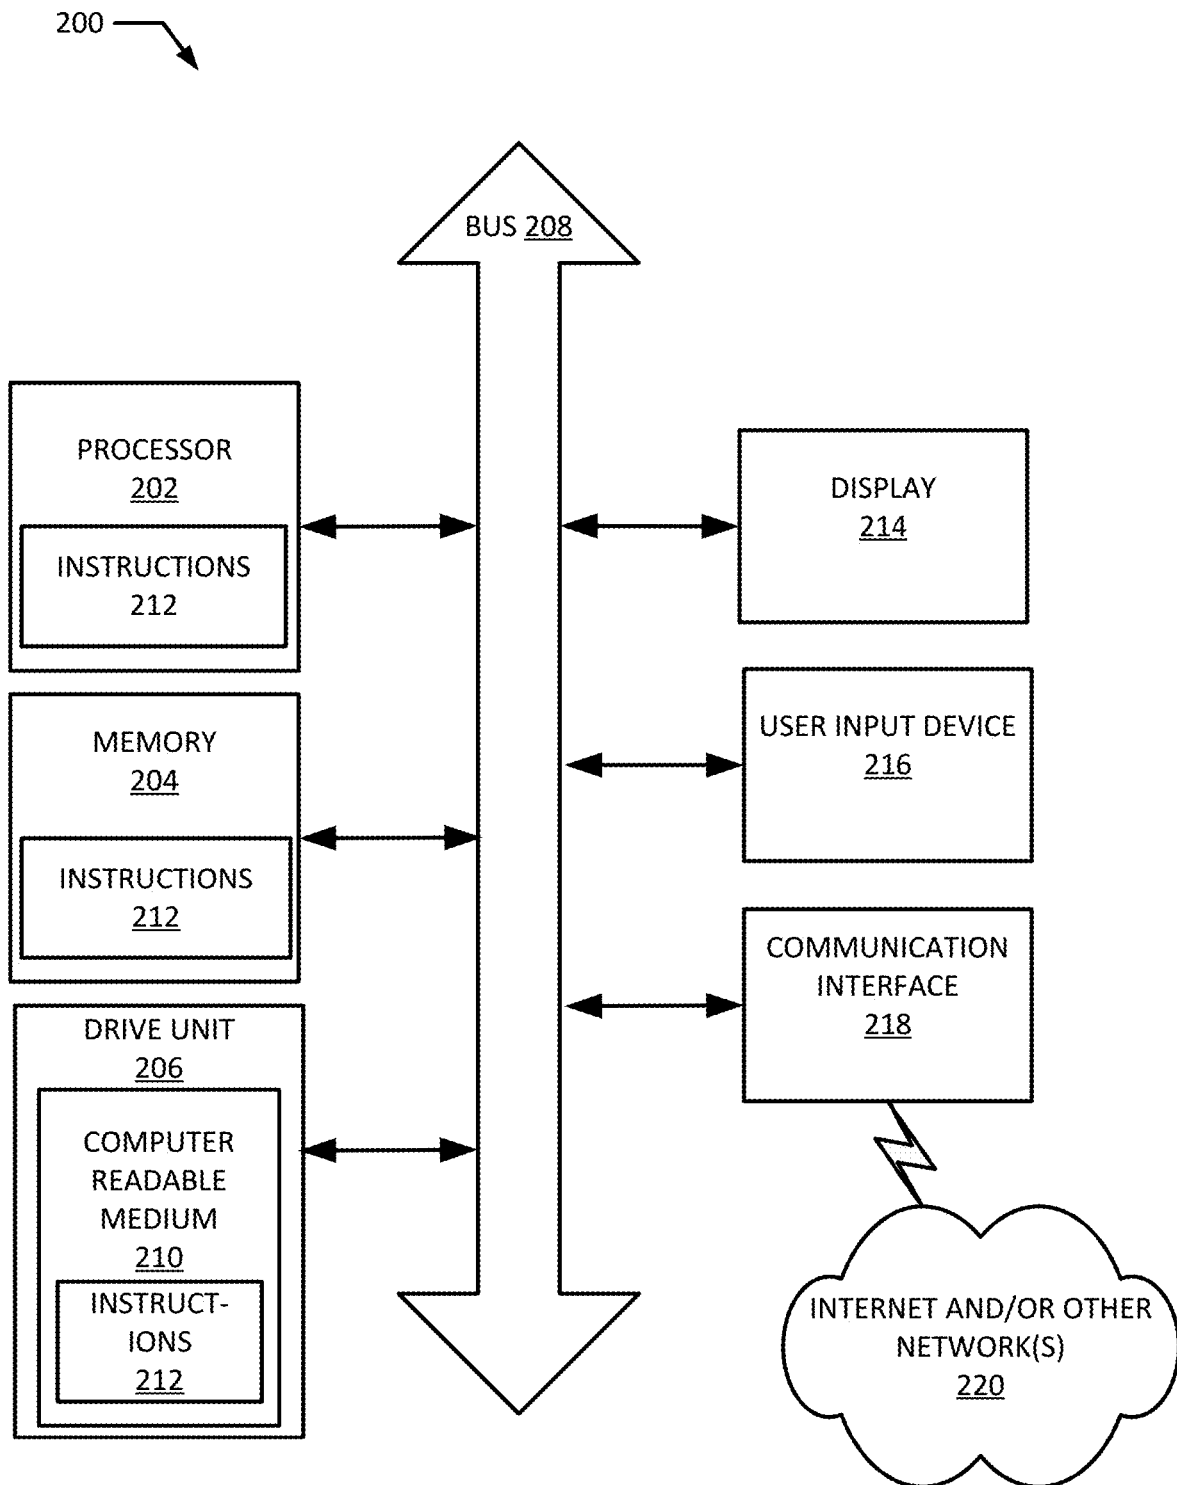 200
BUS 208
PROCESSOR
202
INSTRUCTIONS
212
MEMORY
204
INSTRUCTIONS
212
DRIVE UNIT
206
COMPUTER
READABLE
MEDIUM
210
INSTRUCT-
IONS
212
DISPLAY
214
USER INPUT DEVICE
216
COMMUNICATION
INTERFACE
218
INTERNET AND/OR OTHER
NETWORK(S)
220